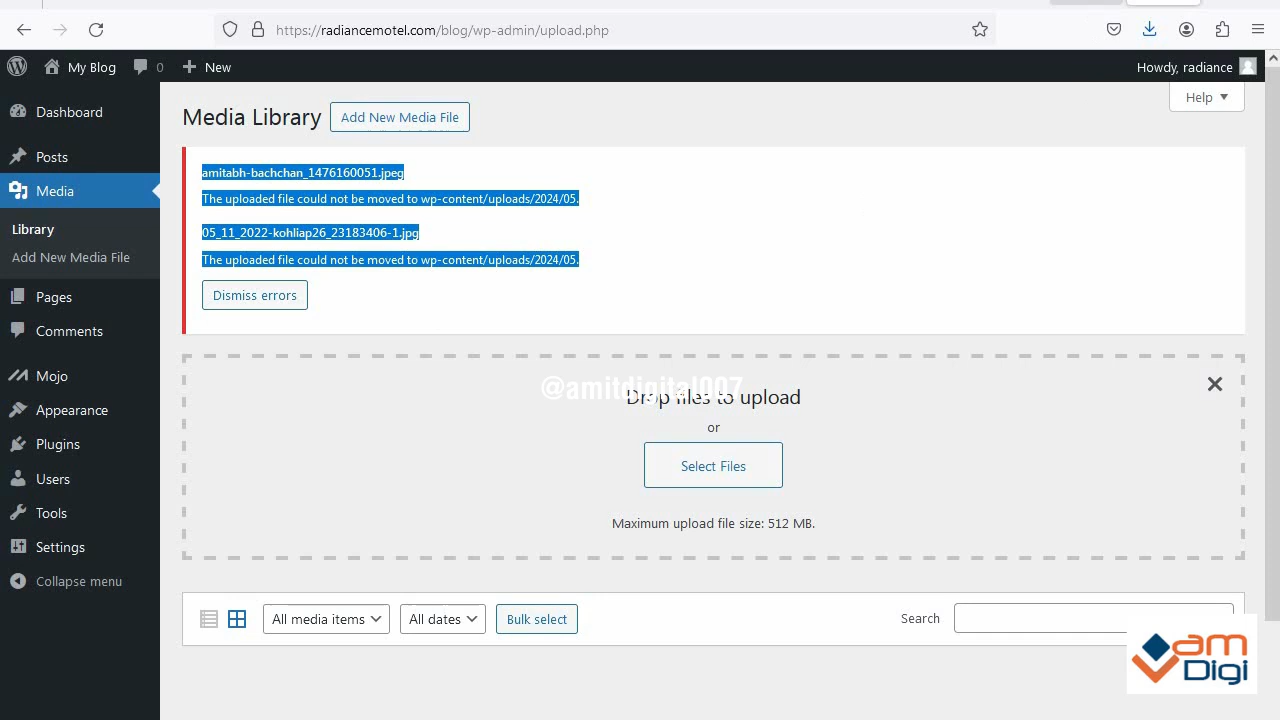 https://radiancemotel.com/blog/wp-admin/upload.php
My Blog 0 New
Howdy, radiance
Help
Dashboard
Posts
Media
Library
Add New Media File
Pages
Comments
Mojo
Appearance
Plugins
Users
Tools
Settings
Collapse menu
Media Library Add New Media File
amitabh-bachchan_1476160051.jpeg
The uploaded file could not be moved to wp-content/uploads/2024/05.
05_11_2022-kohliap26_23183406-1.jpg
The uploaded file could not be moved to wp-content/uploads/2024/05.
Dismiss errors
@amitdigital007
Drop files to upload
or
Select Files
Maximum upload file size: 512 MB.
All media items All dates Bulk select Search
am
Digi